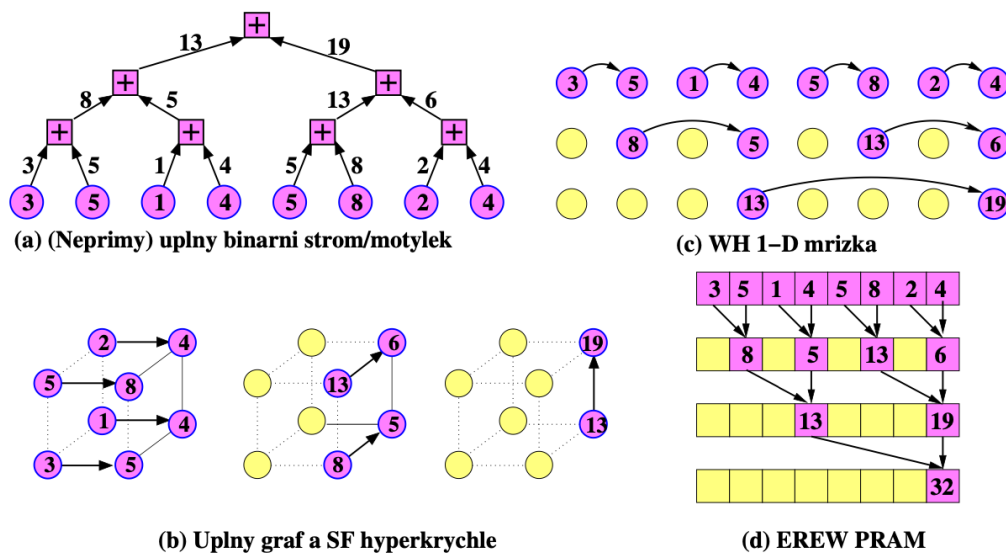 +
13 19
+ +
8 5 13 6
+ + + +
3 5 1 4 5 8 2 4
3 5 1 4 5 8 2 4
(a) (Neprimy) uplny binarni strom/motylek
3 5 1 4 5 8 2 4
8 5 13 6
13 19
(c) WH 1-D mrizka
2 4
5 8
1 4
3 5
6
13
5
8
19
13
(b) Uplny graf a SF hyperkrychle
3 5 1 4 5 8 2 4
8 5 13 6
13 19
32
(d) EREW PRAM